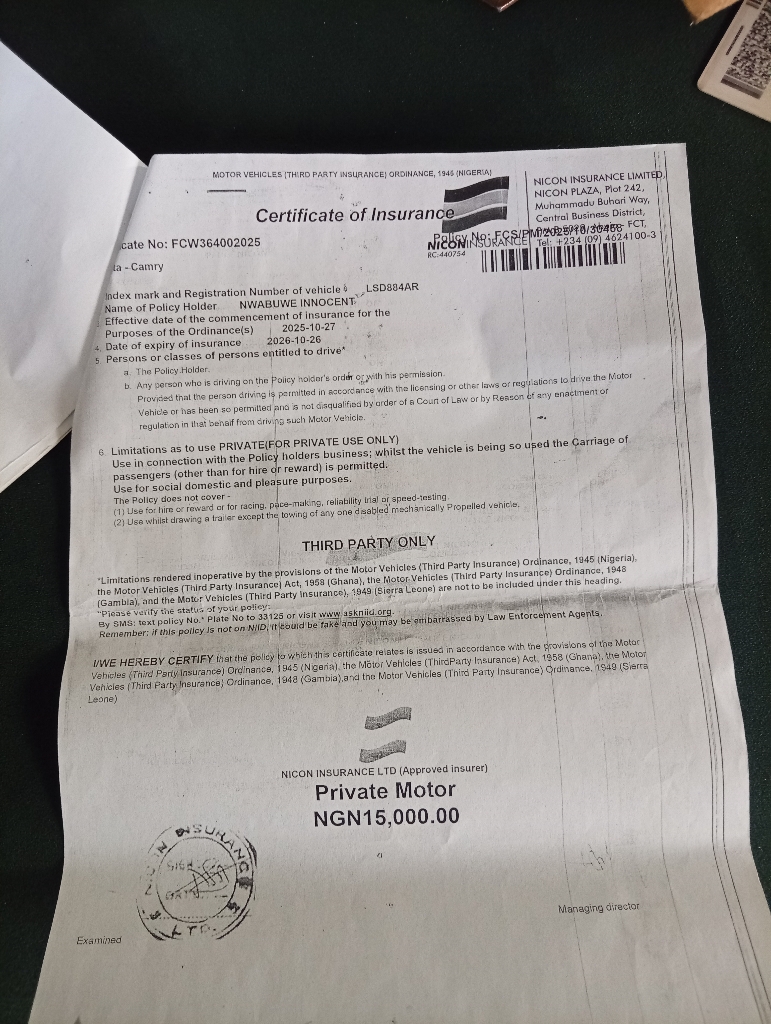 MOTOR VEHICLES (THIRD PARTY INSURANCE) ORDINANCE, 1945 (NIGERIA)
NICON INSURANCE LIMITED,
NICON PLAZA, Plot 242,
Muhammadu Buhari Way,
Central Business District,
FCT,
Tel: +234 (09) 4624100-3
Certificate of Insurance
cate No: FCW364002025
Policy No: FCS/PM/2025/10/30468
NICON INSURANCE
RC:440754
ta - Camry
Index mark and Registration Number of vehicle LSD884AR
Name of Policy Holder NWABUWE INNOCENT
Effective date of the commencement of insurance for the
Purposes of the Ordinance(s) 2025-10-27
4. Date of expiry of insurance 2026-10-26
5. Persons or classes of persons entitled to drive*
a. The Policy Holder.
b. Any person who is driving on the Policy holder's order or with his permission.
Provided that the person driving is permitted in accordance with the licensing or other laws or regulations to drive the Motor
Vehicle or has been so permitted and is not disqualified by order of a Court of Law or by Reason of any enactment or
regulation in that behalf from driving such Motor Vehicle.
6. Limitations as to use PRIVATE(FOR PRIVATE USE ONLY)
Use in connection with the Policy holders business; whilst the vehicle is being so used the Carriage of
passengers (other than for hire or reward) is permitted.
Use for social domestic and pleasure purposes.
The Policy does not cover -
(1) Use for hire or reward or for racing, pace-making, reliability trial or speed-testing.
(2) Use whilst drawing a trailer except the towing of any one disabled mechanically Propelled vehicle.
THIRD PARTY ONLY
*Limitations rendered inoperative by the provisions of the Motor Vehicles (Third Party Insurance) Ordinance, 1945 (Nigeria),
the Motor Vehicles (Third Party Insurance) Act, 1958 (Ghana), the Motor Vehicles (Third Party Insurance) Ordinance, 1948
(Gambia), and the Motor Vehicles (Third Party Insurance), 1949 (Sierra Leone) are not to be included under this heading.
*Please verify the status of your policy:
By SMS: text policy No.* Plate No to 33125 or visit www.askniid.org.
Remember: if this policy is not on NIID, it could be fake and you may be embarrassed by Law Enforcement Agents.
I/WE HEREBY CERTIFY that the policy to which this certificate relates is issued in accordance with the provisions of the Motor
Vehicles (Third Party Insurance) Ordinance, 1945 (Nigeria), the Motor Vehicles (ThirdParty Insurance) Act, 1958 (Ghana), the Motor
Vehicles (Third Party Insurance) Ordinance, 1948 (Gambia),and the Motor Vehicles (Third Party Insurance) Ordinance, 1949 (Sierra
Leone)
NICON INSURANCE LTD (Approved insurer)
Private Motor
NGN15,000.00
NICON INSURANCE
SIGN
DATE
LTD.
Managing director
Examined